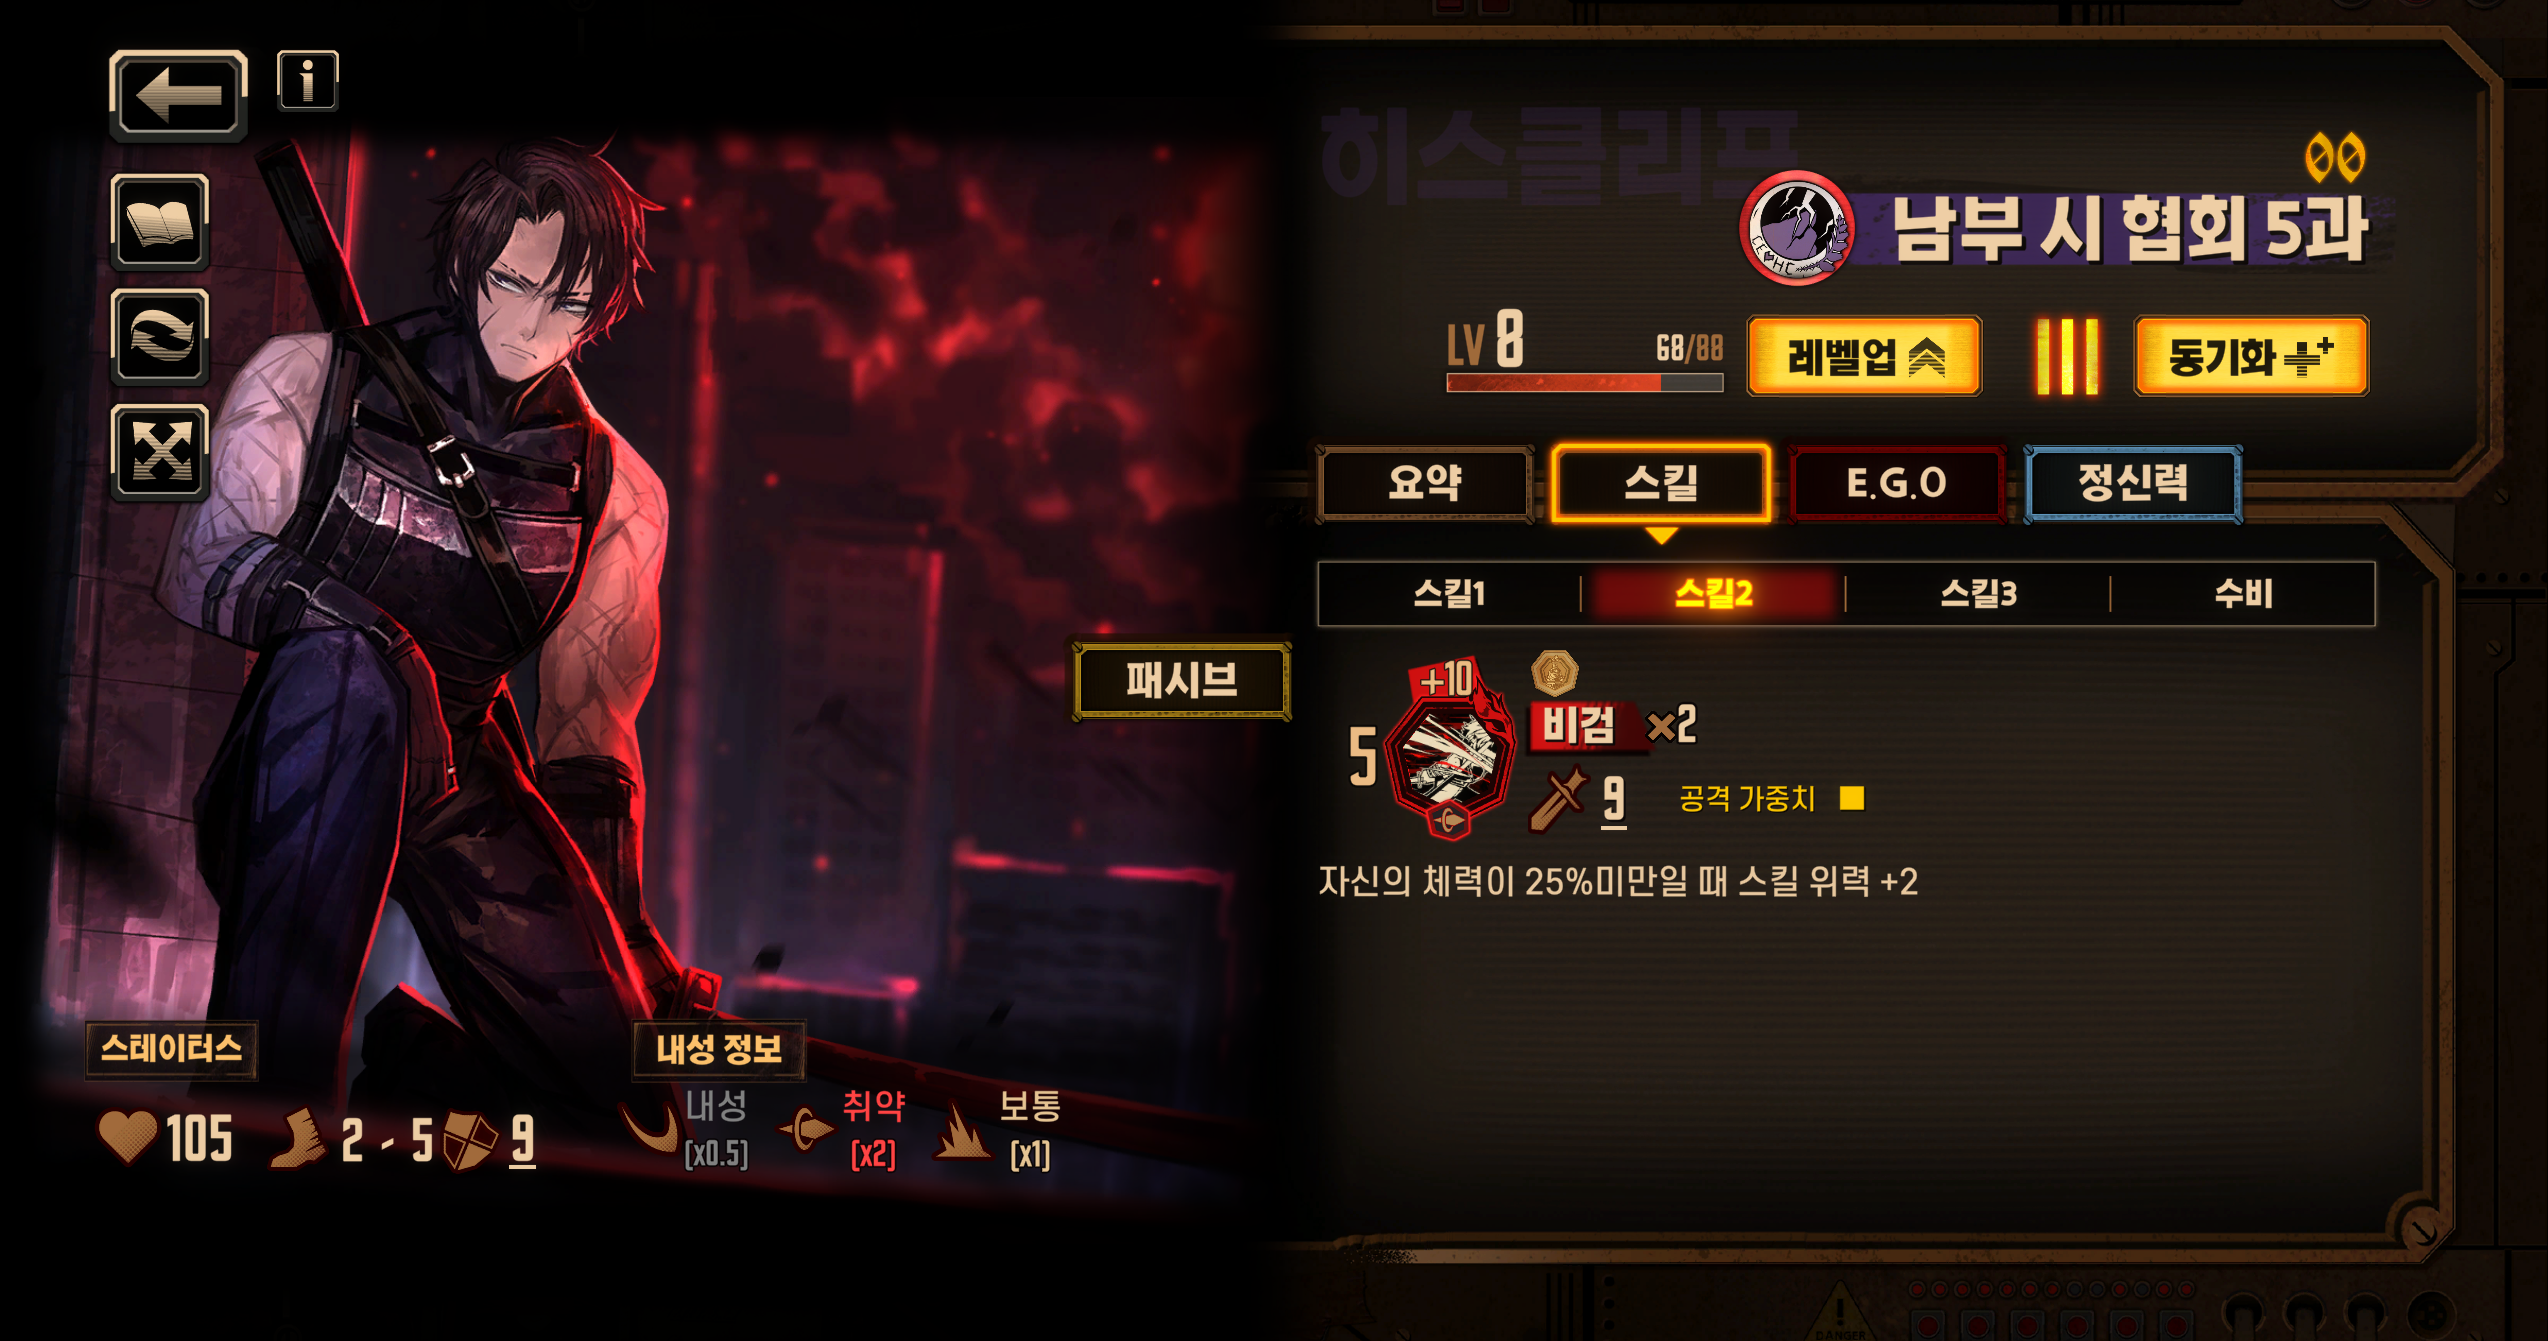 히스클리프
남부 시 협회 5과
LV 8
68/88
레벨업
동기화
요약
스킬
E.G.O
정신력
스킬1
스킬2
스킬3
수비
패시브
+10
5
비검 ×2
9
공격 가중치
자신의 체력이 25%미만일 때 스킬 위력 +2
스테이터스
내성 정보
105
2 - 5
9
내성
[x0.5]
취약
[x2]
보통
[x1]
DANGER